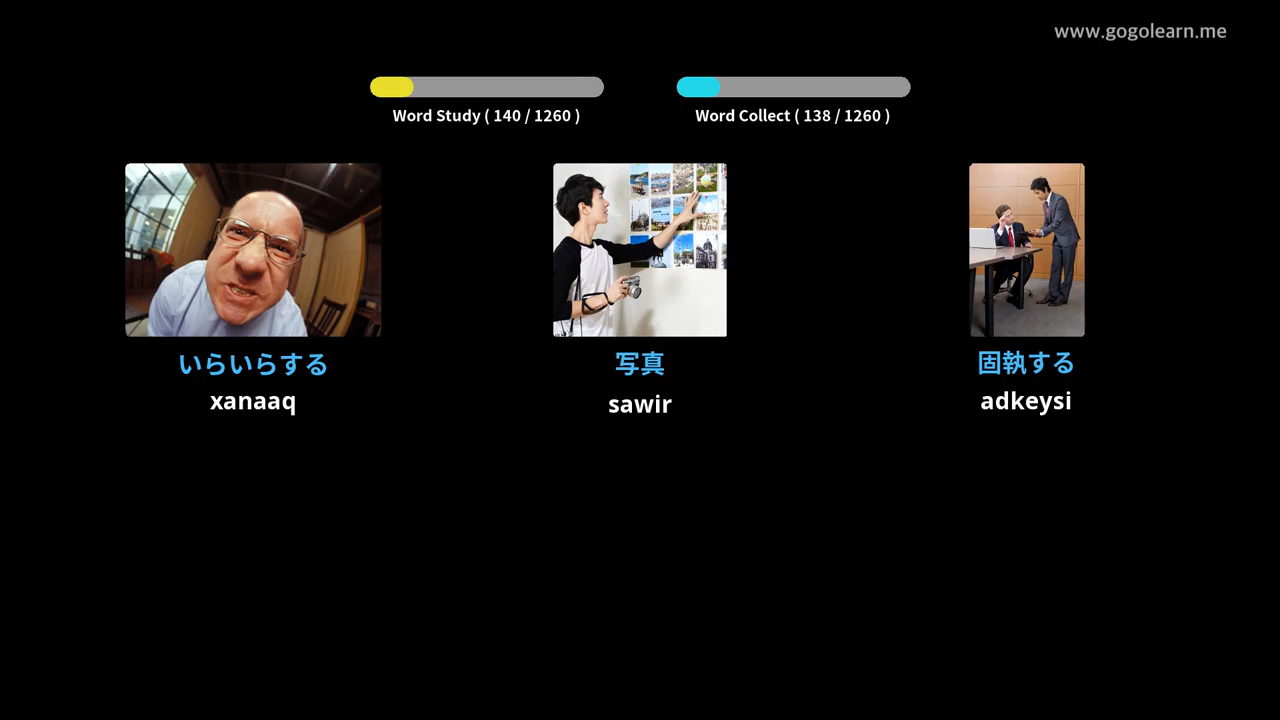 www.gogolearn.me
Word Study ( 140 / 1260 )
Word Collect ( 138 / 1260 )
いらいらする
xanaaq
写真
sawir
固執する
adkeysi